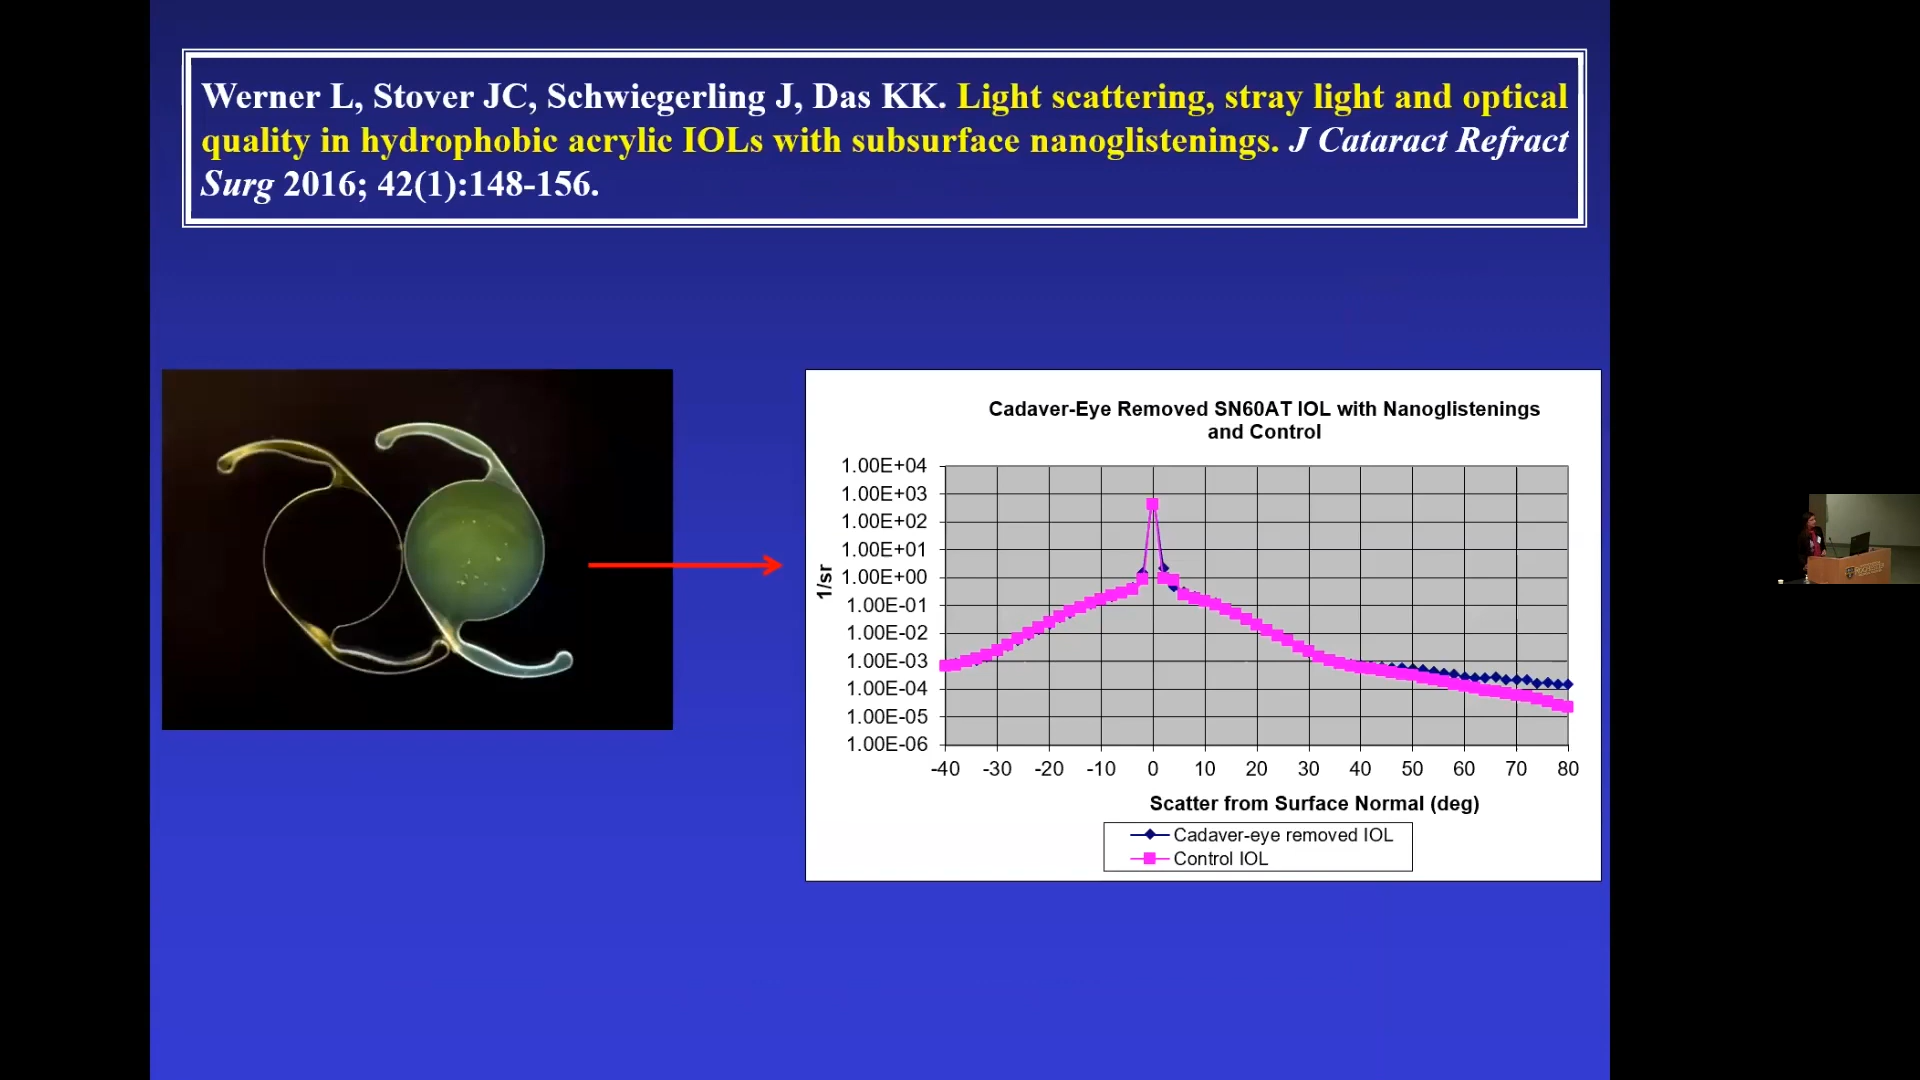 Werner L, Stover JC, Schwiegerling J, Das KK. Light scattering, stray light and optical
quality in hydrophobic acrylic IOLs with subsurface nanoglistenings. J Cataract Refract
Surg 2016; 42(1):148-156.
Cadaver-Eye Removed SN60AT IOL with Nanoglistenings
and Control
1.00E+04
1.00E+03
1.00E+02
1.00E+01
1.00E+00
1.00E-01
1.00E-02
1.00E-03
1.00E-04
1.00E-05
1.00E-06
1/sr
-40 -30 -20 -10 0 10 20 30 40 50 60 70 80
Scatter from Surface Normal (deg)
Cadaver-eye removed IOL
Control IOL